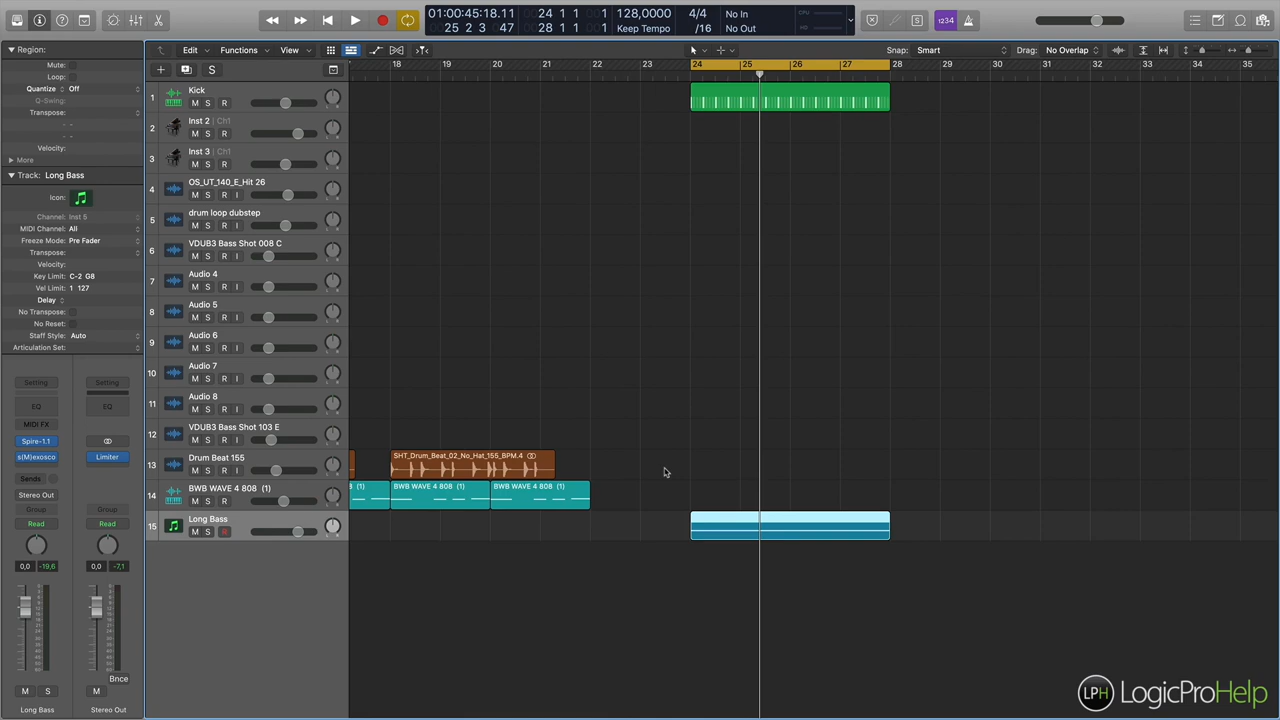 01:00:45:18.11
25 2 3 47
24 1 1 1
28 1 1 1
128,0000
Keep Tempo
4/4
/16
No In
No Out
CPU
HD
1234
Region:
Mute:
Loop:
Quantize Off
Q-Swing:
Transpose:
Velocity:
More
Track: Long Bass
Icon:
Channel: Inst 5
MIDI Channel: All
Freeze Mode: Pre Fader
Transpose:
Velocity:
Key Limit: C-2 G8
Vel Limit: 1 127
Delay
No Transpose:
No Reset:
Staff Style: Auto
Articulation Set:
Setting Setting
EQ EQ
MIDI FX
Spire-1.1
s(M)exosco Limiter
Sends
Stereo Out
Group Group
Read Read
0,0 -19,6 0,0 -7,1
Bnce
M S M
Long Bass Stereo Out
Edit Functions View
Snap: Smart
Drag: No Overlap
S
18 19 20 21 22 23 24 25 26 27 28 29 30 31 32 33 34 35
1 Kick
M S R
2 Inst 2 | Ch1
M S R
3 Inst 3 | Ch1
M S R
4 OS_UT_140_E_Hit 26
M S R I
5 drum loop dubstep
M S R I
6 VDUB3 Bass Shot 008 C
M S R I
7 Audio 4
M S R I
8 Audio 5
M S R I
9 Audio 6
M S R I
10 Audio 7
M S R I
11 Audio 8
M S R I
12 VDUB3 Bass Shot 103 E
M S R I
13 Drum Beat 155
M S R I
SHT_Drum_Beat_02_No_Hat_155_BPM.4
14 BWB WAVE 4 808 (1)
M S R
8 (1)
BWB WAVE 4 808 (1)
BWB WAVE 4 808 (1)
15 Long Bass
M S R
LPH LogicProHelp